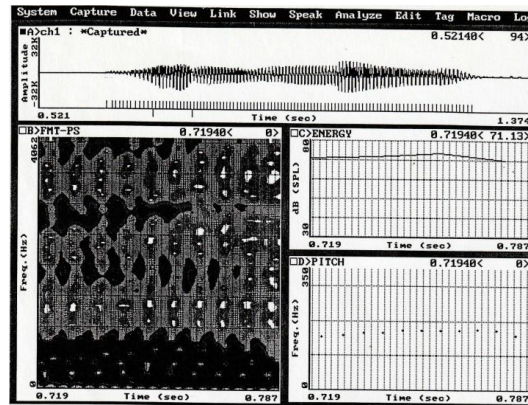 System Capture Data View Link Show Speak Analyze Edit Tag Macro Lo
■A>ch1 : *Captured* 0.52140< 94>
Amplitude
32K
-32K
0.521 Time (sec) 1.374
□B>FMT-PS 0.71940< 0>
4062
Freq.(Hz)
0
0.719 Time (sec) 0.787
□C>ENERGY 0.71940< 71.13>
80
dB (SPL)
30
0.719 Time (sec) 0.787
□D>PITCH 0.71940< 0>
350
Freq.(Hz)
0
0.719 Time (sec) 0.787